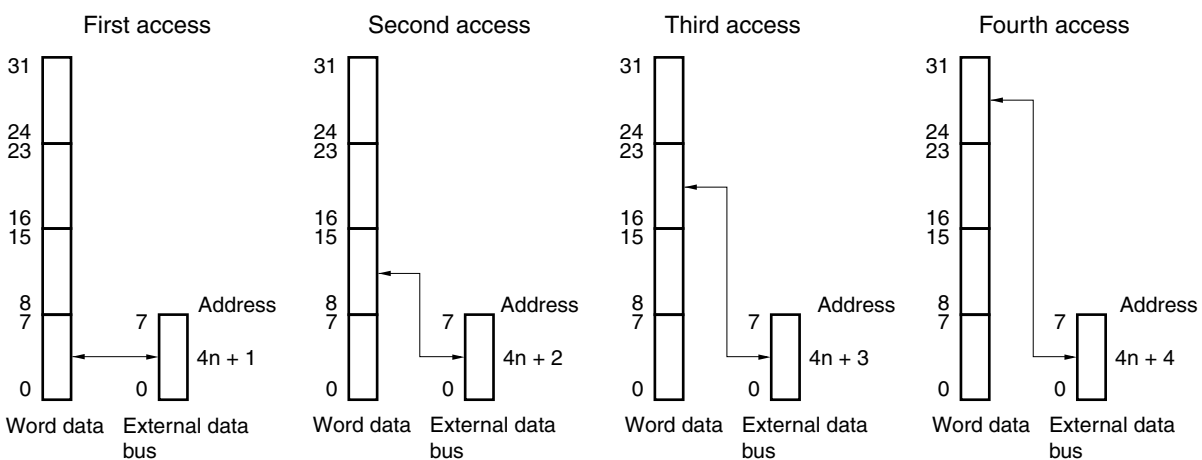 First access
31
24
23
16
15
8
7
0
7
0
Address
4n + 1
Word data
External data
bus
Second access
31
24
23
16
15
8
7
0
7
0
Address
4n + 2
Word data
External data
bus
Third access
31
24
23
16
15
8
7
0
7
0
Address
4n + 3
Word data
External data
bus
Fourth access
31
24
23
16
15
8
7
0
7
0
Address
4n + 4
Word data
External data
bus